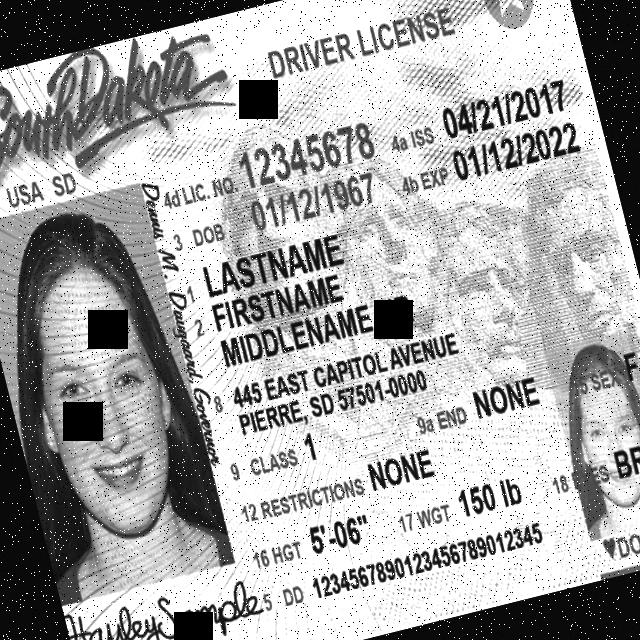 South Dakota
DRIVER LICENSE
USA SD
4d LIC. NO. 12345678
4a ISS 04/21/2017
3 DOB 01/12/1967
4b EXP 01/12/2022
1 LASTNAME
2 FIRSTNAME
MIDDLENAME
8 445 EAST CAPITOL AVENUE
PIERRE, SD 57501-0000
9 CLASS 1
9a END NONE
12 RESTRICTIONS NONE
15 SEX F
16 HGT 5'-06"
17 WGT 150 lb
18
BR
5 DD 1234567890123456789012345
DO
Dennis M. Daugaard, Governor
Hayley Sample